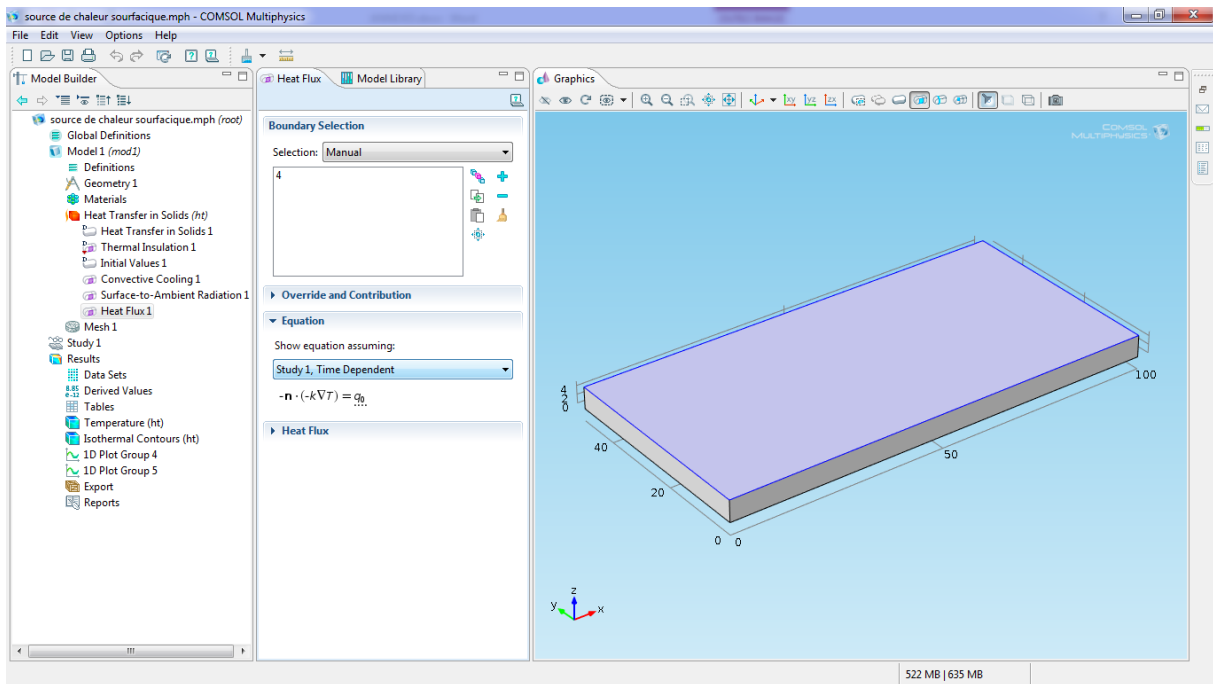 source de chaleur sourfacique.mph - COMSOL Multiphysics
File Edit View Options Help
Model Builder
source de chaleur sourfacique.mph (root)
Global Definitions
Model 1 (mod1)
Definitions
Geometry 1
Materials
Heat Transfer in Solids (ht)
Heat Transfer in Solids 1
Thermal Insulation 1
Initial Values 1
Convective Cooling 1
Surface-to-Ambient Radiation 1
Heat Flux 1
Mesh 1
Study 1
Results
Data Sets
8.85
e-12
Derived Values
Tables
Temperature (ht)
Isothermal Contours (ht)
1D Plot Group 4
1D Plot Group 5
Export
Reports
Heat Flux
Model Library
Boundary Selection
Selection: Manual
4
Override and Contribution
Equation
Show equation assuming:
Study 1, Time Dependent
-n · (-k∇T) = q₀
Heat Flux
Graphics
xy yz zx
COMSOL
MULTIPHYSICS
4
2
0
40
20
0
0
50
100
z
y
x
522 MB | 635 MB